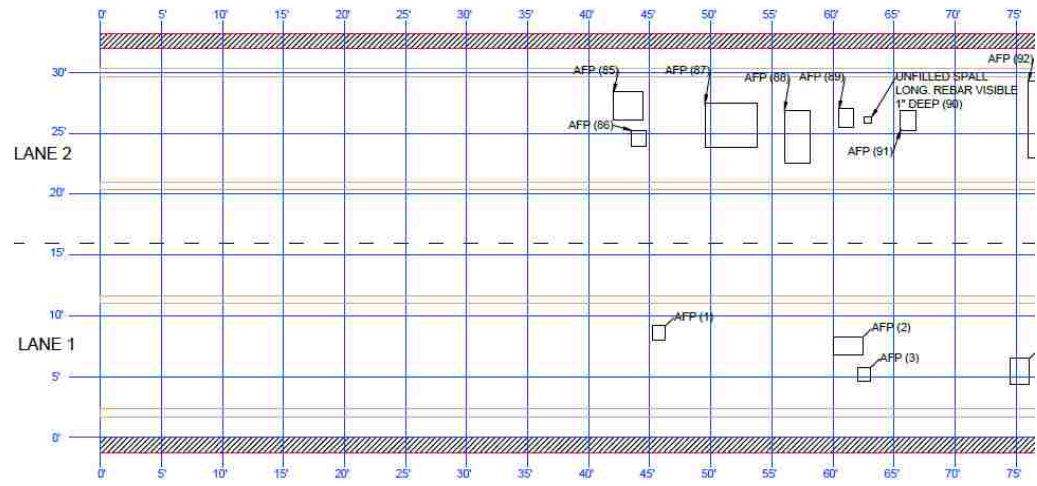 0' 5' 10' 15' 20' 25' 30' 35' 40' 45' 50' 55' 60' 65' 70' 75'
30'
AFP (85)
AFP (87)
AFP (88)
AFP (89)
UNFILLED SPALL
LONG. REBAR VISIBLE
1" DEEP (90)
AFP (92)
25'
AFP (86)
AFP (91)
LANE 2
20'
15'
10'
AFP (1)
LANE 1
AFP (2)
AFP (3)
5'
0'
0' 5' 10' 15' 20' 25' 30' 35' 40' 45' 50' 55' 60' 65' 70' 75'